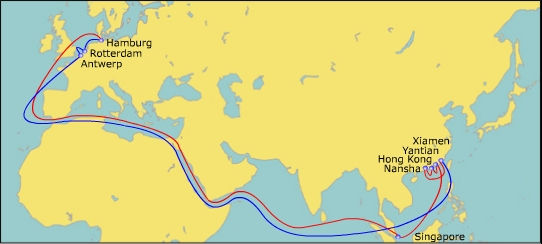 Hamburg
Rotterdam
Antwerp
Xiamen
Yantian
Hong Kong
Nansha
Singapore